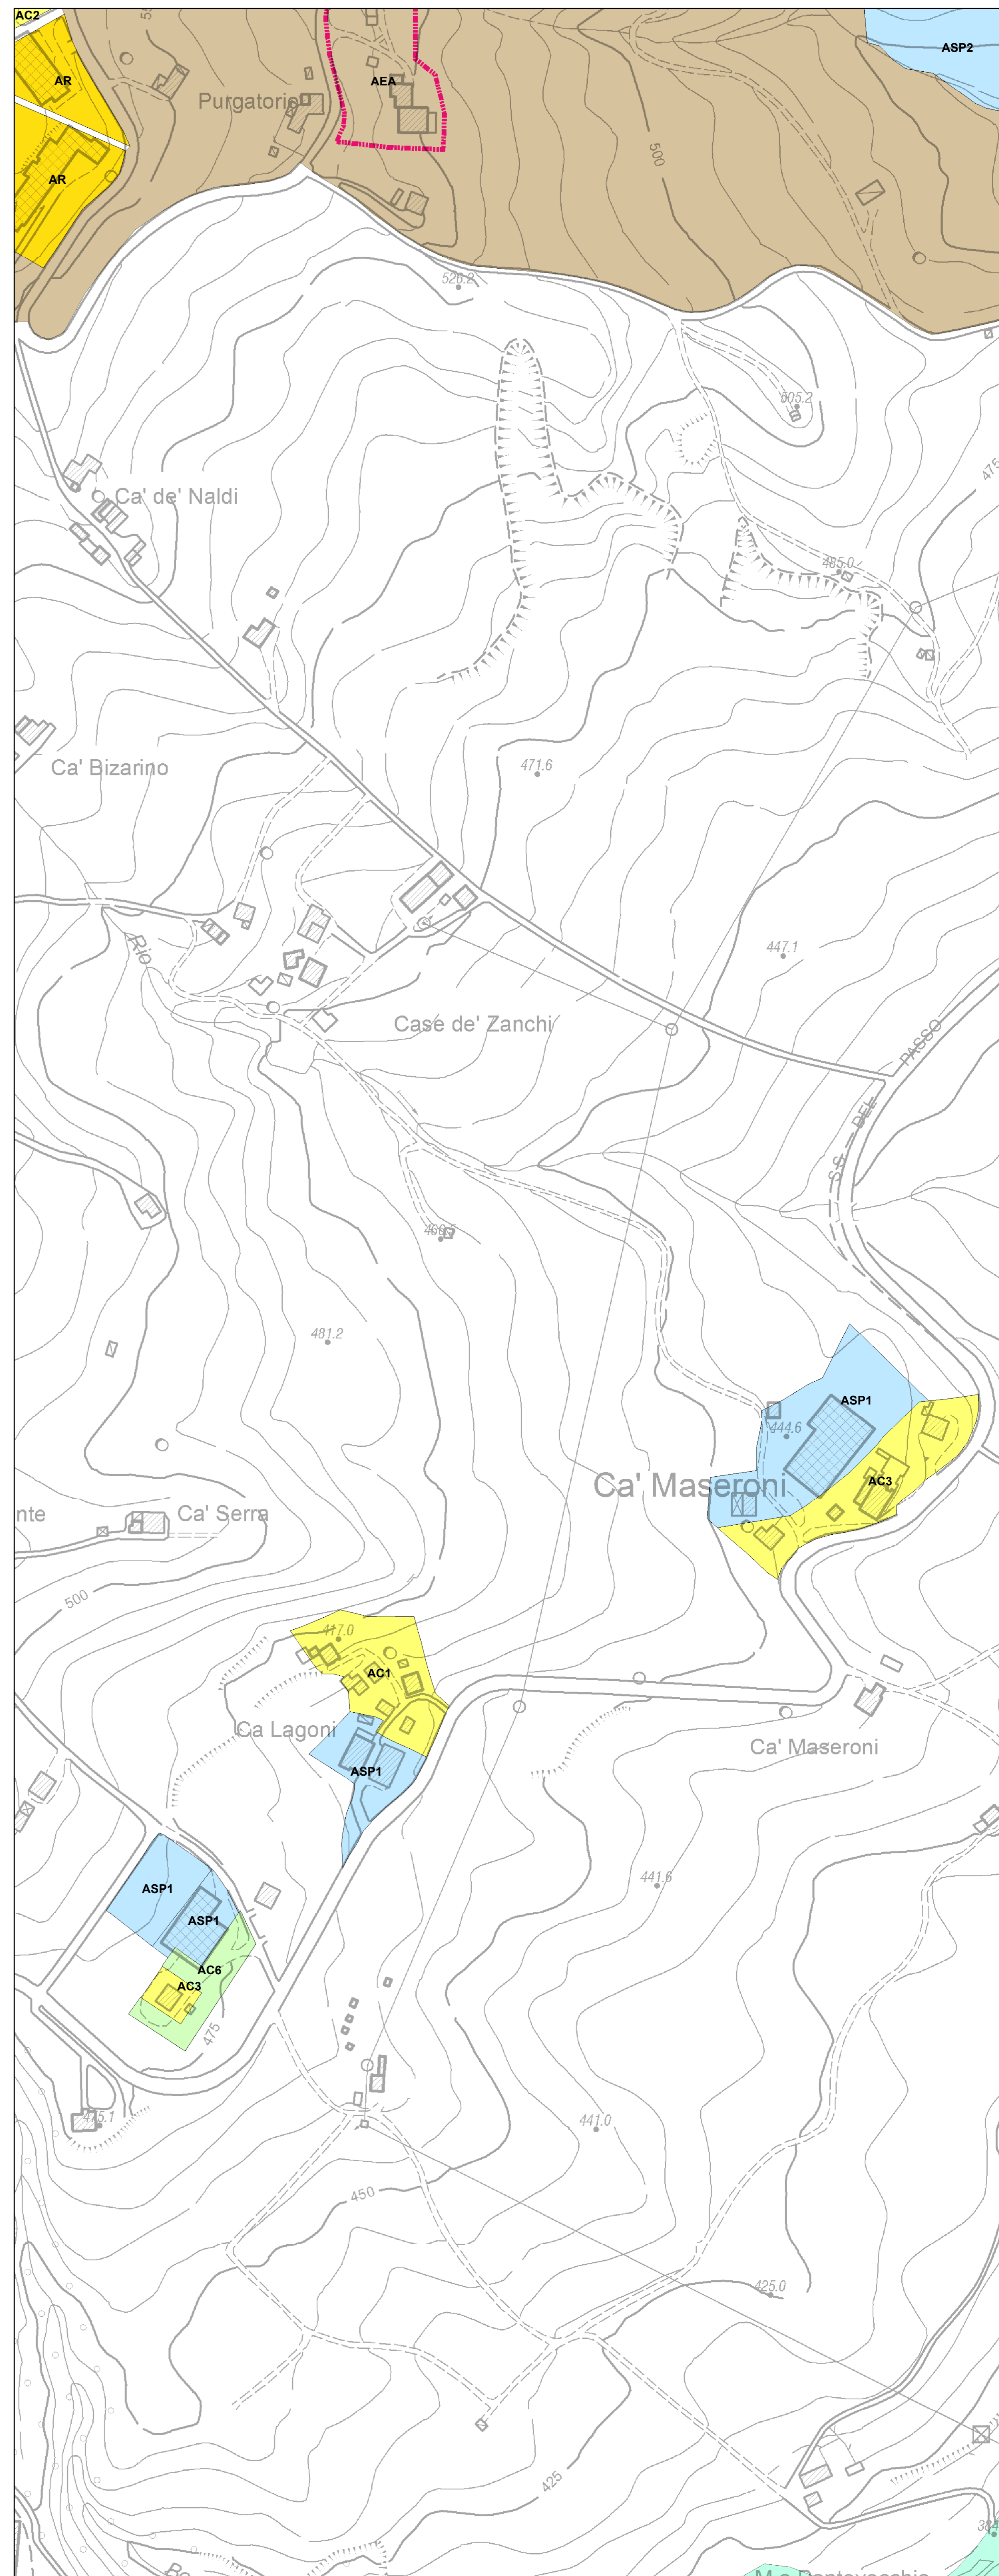 AC2
ASP2
AR
AEA
Purgatorio
500
AR
526.2
505.2
475
Ca' de' Naldi
485.0
Ca' Bizarino
471.6
Rio
447.1
Case de' Zanchi
S.S. DEL PASSO
481.2
ASP1
444.6
AC3
Ca' Maseroni
nte
Ca' Serra
500
417.0
AC1
Ca Lagoni
Ca' Maseroni
ASP1
441.6
ASP1
ASP1
AC6
AC3
475
475.1
441.0
450
425.0
425